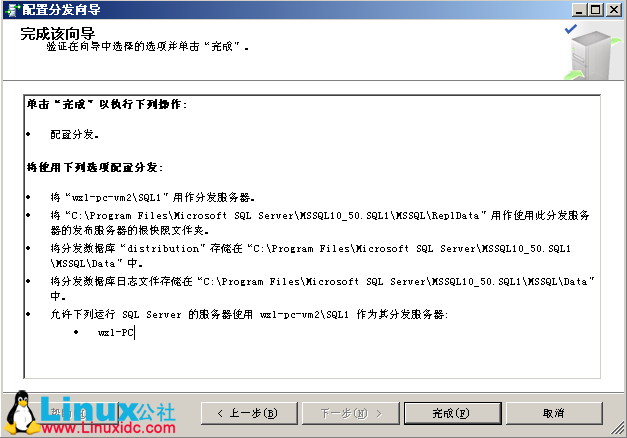 配置分发向导
完成该向导
验证在向导中选择的选项并单击“完成”。
单击“完成”以执行下列操作:
• 配置分发。
将使用下列选项配置分发:
• 将“wzl-pc-vm2\SQL1”用作分发服务器。
• 将“C:\Program Files\Microsoft SQL Server\MSSQL10_50.SQL1\MSSQL\ReplData”用作使用此分发服务
器的发布服务器的根快照文件夹。
• 将分发数据库“distribution”存储在“C:\Program Files\Microsoft SQL Server\MSSQL10_50.SQL1
\MSSQL\Data”中。
• 将分发数据库日志文件存储在“C:\Program Files\Microsoft SQL Server\MSSQL10_50.SQL1\MSSQL\Data”
中。
• 允许下列运行 SQL Server 的服务器使用 wzl-pc-vm2\SQL1 作为其分发服务器:
• wzl-PC
< 上一步(B)
下一步(N) >
完成(F)
取消
Linux公社
www.Linuxidc.com